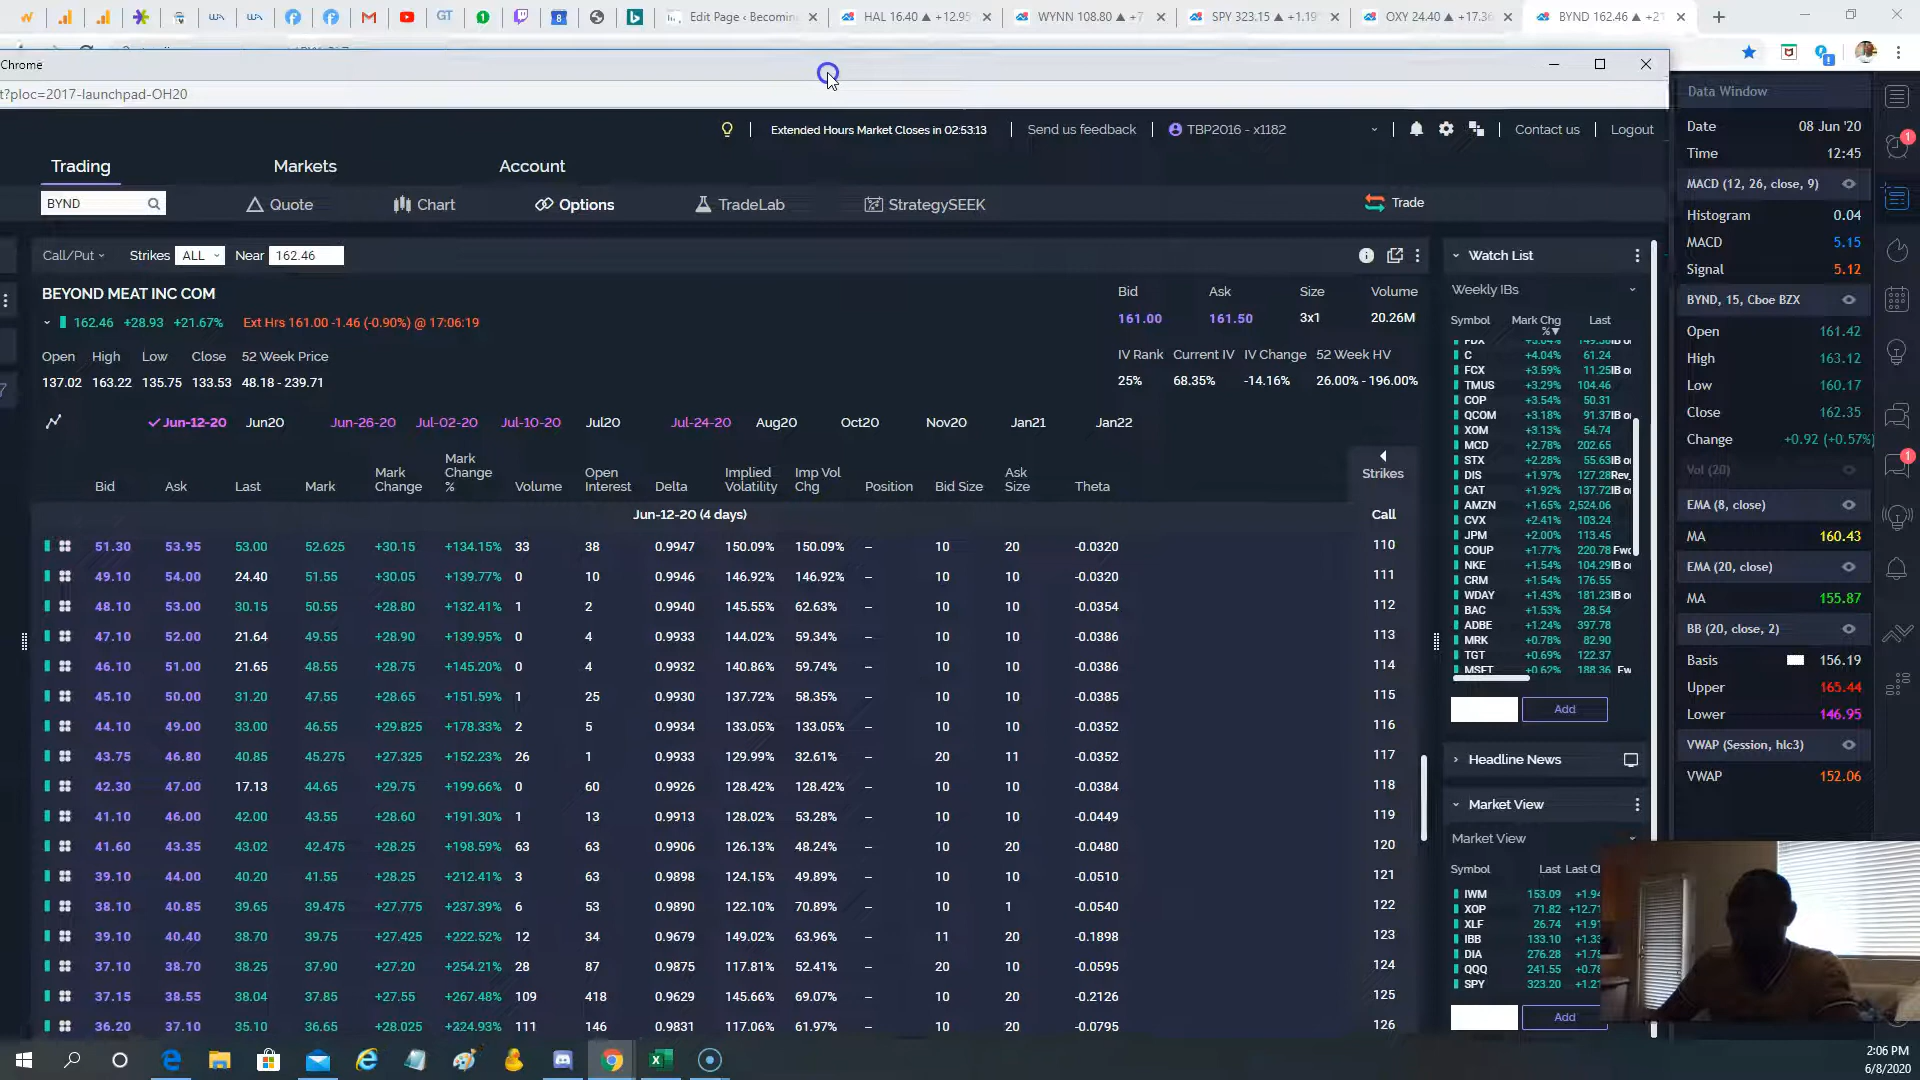 Edit Page ‹ Becomin
HAL 16.40 ▲ +12.95
WYNN 108.80 ▲ +7
SPY 323.15 ▲ +1.19
OXY 24.40 ▲ +17.36
BYND 162.46 ▲ +21
Chrome
t?ploc=2017-launchpad-OH20
Extended Hours Market Closes in 02:53:13
Send us feedback
TBP2016 - x1182
Contact us
Logout
Trading Markets Account
BYND Quote Chart Options TradeLab StrategySEEK Trade
Call/Put Strikes ALL Near 162.46
BEYOND MEAT INC COM
162.46 +28.93 +21.67% Ext Hrs 161.00 -1.46 (-0.90%) @ 17:06:19
Open High Low Close 52 Week Price
137.02 163.22 135.75 133.53 48.18 - 239.71
Bid Ask Size Volume
161.00 161.50 3x1 20.26M
IV Rank Current IV IV Change 52 Week HV
25% 68.35% -14.16% 26.00% - 196.00%
Jun-12-20 Jun20 Jun-26-20 Jul-02-20 Jul-10-20 Jul20 Jul-24-20 Aug20 Oct20 Nov20 Jan21 Jan22
Bid Ask Last Mark Mark Change Mark Change % Volume Open Interest Delta Implied Volatility Imp Vol Chg Position Bid Size Ask Size Theta Strikes
Jun-12-20 (4 days) Call
51.30 53.95 53.00 52.625 +30.15 +134.15% 33 38 0.9947 150.09% 150.09% – 10 20 -0.0320 110
49.10 54.00 24.40 51.55 +30.05 +139.77% 0 10 0.9946 146.92% 146.92% – 10 10 -0.0320 111
48.10 53.00 30.15 50.55 +28.80 +132.41% 1 2 0.9940 145.55% 62.63% – 10 10 -0.0354 112
47.10 52.00 21.64 49.55 +28.90 +139.95% 0 4 0.9933 144.02% 59.34% – 10 10 -0.0386 113
46.10 51.00 21.65 48.55 +28.75 +145.20% 0 4 0.9932 140.86% 59.74% – 10 10 -0.0386 114
45.10 50.00 31.20 47.55 +28.65 +151.59% 1 25 0.9930 137.72% 58.35% – 10 10 -0.0385 115
44.10 49.00 33.00 46.55 +29.825 +178.33% 2 5 0.9934 133.05% 133.05% – 10 10 -0.0352 116
43.75 46.80 40.85 45.275 +27.325 +152.23% 26 1 0.9933 129.99% 32.61% – 20 11 -0.0352 117
42.30 47.00 17.13 44.65 +29.75 +199.66% 0 60 0.9926 128.42% 128.42% – 10 10 -0.0384 118
41.10 46.00 42.00 43.55 +28.60 +191.30% 1 13 0.9913 128.02% 53.28% – 10 10 -0.0449 119
41.60 43.35 43.02 42.475 +28.25 +198.59% 63 63 0.9906 126.13% 48.24% – 10 20 -0.0480 120
39.10 44.00 40.20 41.55 +28.25 +212.41% 3 63 0.9898 124.15% 49.89% – 10 10 -0.0510 121
38.10 40.85 39.65 39.475 +27.775 +237.39% 6 53 0.9890 122.10% 70.89% – 10 1 -0.0540 122
39.10 40.40 38.70 39.75 +27.425 +222.52% 12 34 0.9679 149.02% 63.96% – 11 20 -0.1898 123
37.10 38.70 38.25 37.90 +27.20 +254.21% 28 87 0.9875 117.81% 52.41% – 20 10 -0.0595 124
37.15 38.55 38.04 37.85 +27.55 +267.48% 109 418 0.9629 145.66% 69.07% – 10 20 -0.2126 125
36.20 37.10 35.10 36.65 +28.025 +224.93% 111 146 0.9831 117.06% 61.97% – 10 20 -0.0795 126
Watch List
Weekly IBs
Symbol Mark Chg % Last
C +4.04% 61.24
FCX +3.59% 11.25 IB o
TMUS +3.29% 104.46
COP +3.54% 50.31
QCOM +3.18% 91.37 IB o
XOM +3.13% 54.74
MCD +2.78% 202.65
STX +2.28% 55.63 IB o
DIS +1.97% 127.28 Rev_
CAT +1.92% 137.72 IB o
AMZN +1.65% 2,524.06
CVX +2.41% 103.24
JPM +2.00% 113.45
COUP +1.77% 220.78 Fwd
NKE +1.54% 104.29 IB o
CRM +1.54% 176.55
WDAY +1.43% 181.23 IB o
BAC +1.53% 28.54
ADBE +1.24% 397.78
MRK +0.78% 82.90
TGT +0.69% 122.37
MSFT +0.62% 188.36 Fw
Add
Headline News
Market View
Market View
Symbol Last Last Ch
IWM 153.09 +1.94
XOP 71.82 +12.7
XLF 26.74 +1.91
IBB 133.10 +1.3
DIA 276.28 +1.7
QQQ 241.55 +0.78
SPY 323.20 +1.21
Add
Data Window
Date 08 Jun '20
Time 12:45
MACD (12, 26, close, 9)
Histogram 0.04
MACD 5.15
Signal 5.12
BYND, 15, Cboe BZX
Open 161.42
High 163.12
Low 160.17
Close 162.35
Change +0.92 (+0.57%)
Vol (20)
EMA (8, close)
MA 160.43
EMA (20, close)
MA 155.87
BB (20, close, 2)
Basis 156.19
Upper 165.44
Lower 146.95
VWAP (Session, hlc3)
VWAP 152.06
2:06 PM
6/8/2020